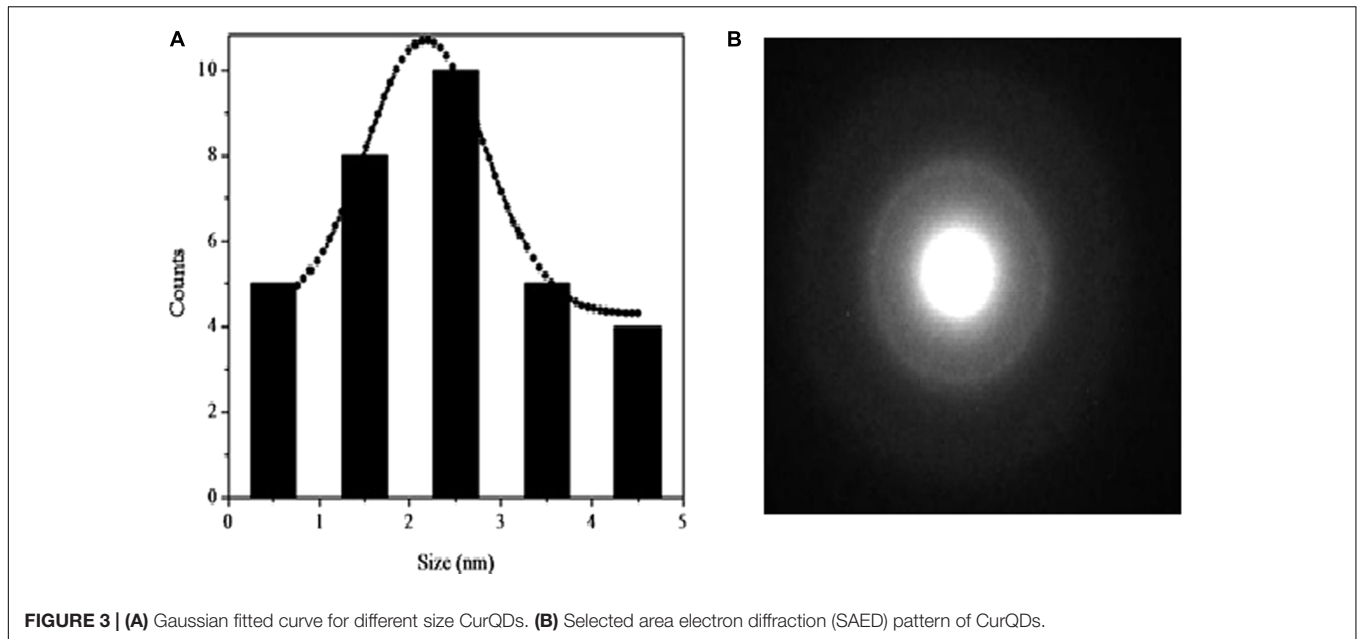 A
B
10
8
6
4
2
0
Counts
0 1 2 3 4 5
Size (nm)
FIGURE 3 | (A) Gaussian fitted curve for different size CurQDs. (B) Selected area electron diffraction (SAED) pattern of CurQDs.